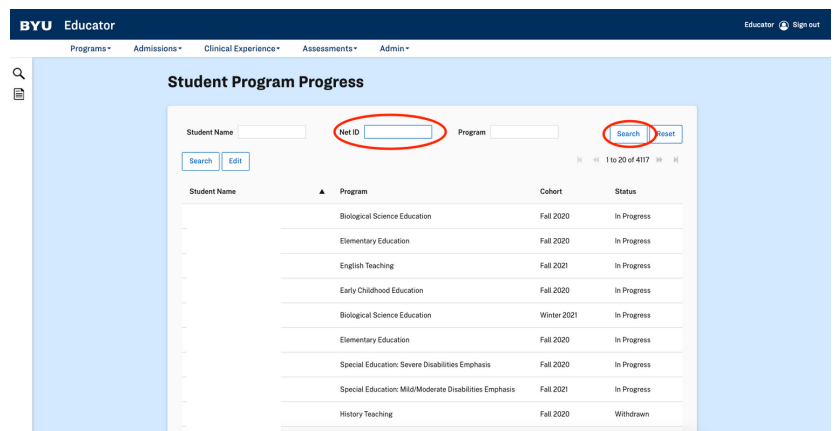 BYU Educator
Educator Sign out
Programs Admissions Clinical Experience Assessments Admin
Student Program Progress
Student Name Net ID Program Search Reset
Search Edit 1 to 20 of 4117
Student Name Program Cohort Status
Biological Science Education Fall 2020 In Progress
Elementary Education Fall 2020 In Progress
English Teaching Fall 2021 In Progress
Early Childhood Education Fall 2020 In Progress
Biological Science Education Winter 2021 In Progress
Elementary Education Fall 2020 In Progress
Special Education: Severe Disabilities Emphasis Fall 2020 In Progress
Special Education: Mild/Moderate Disabilities Emphasis Fall 2021 In Progress
History Teaching Fall 2020 Withdrawn